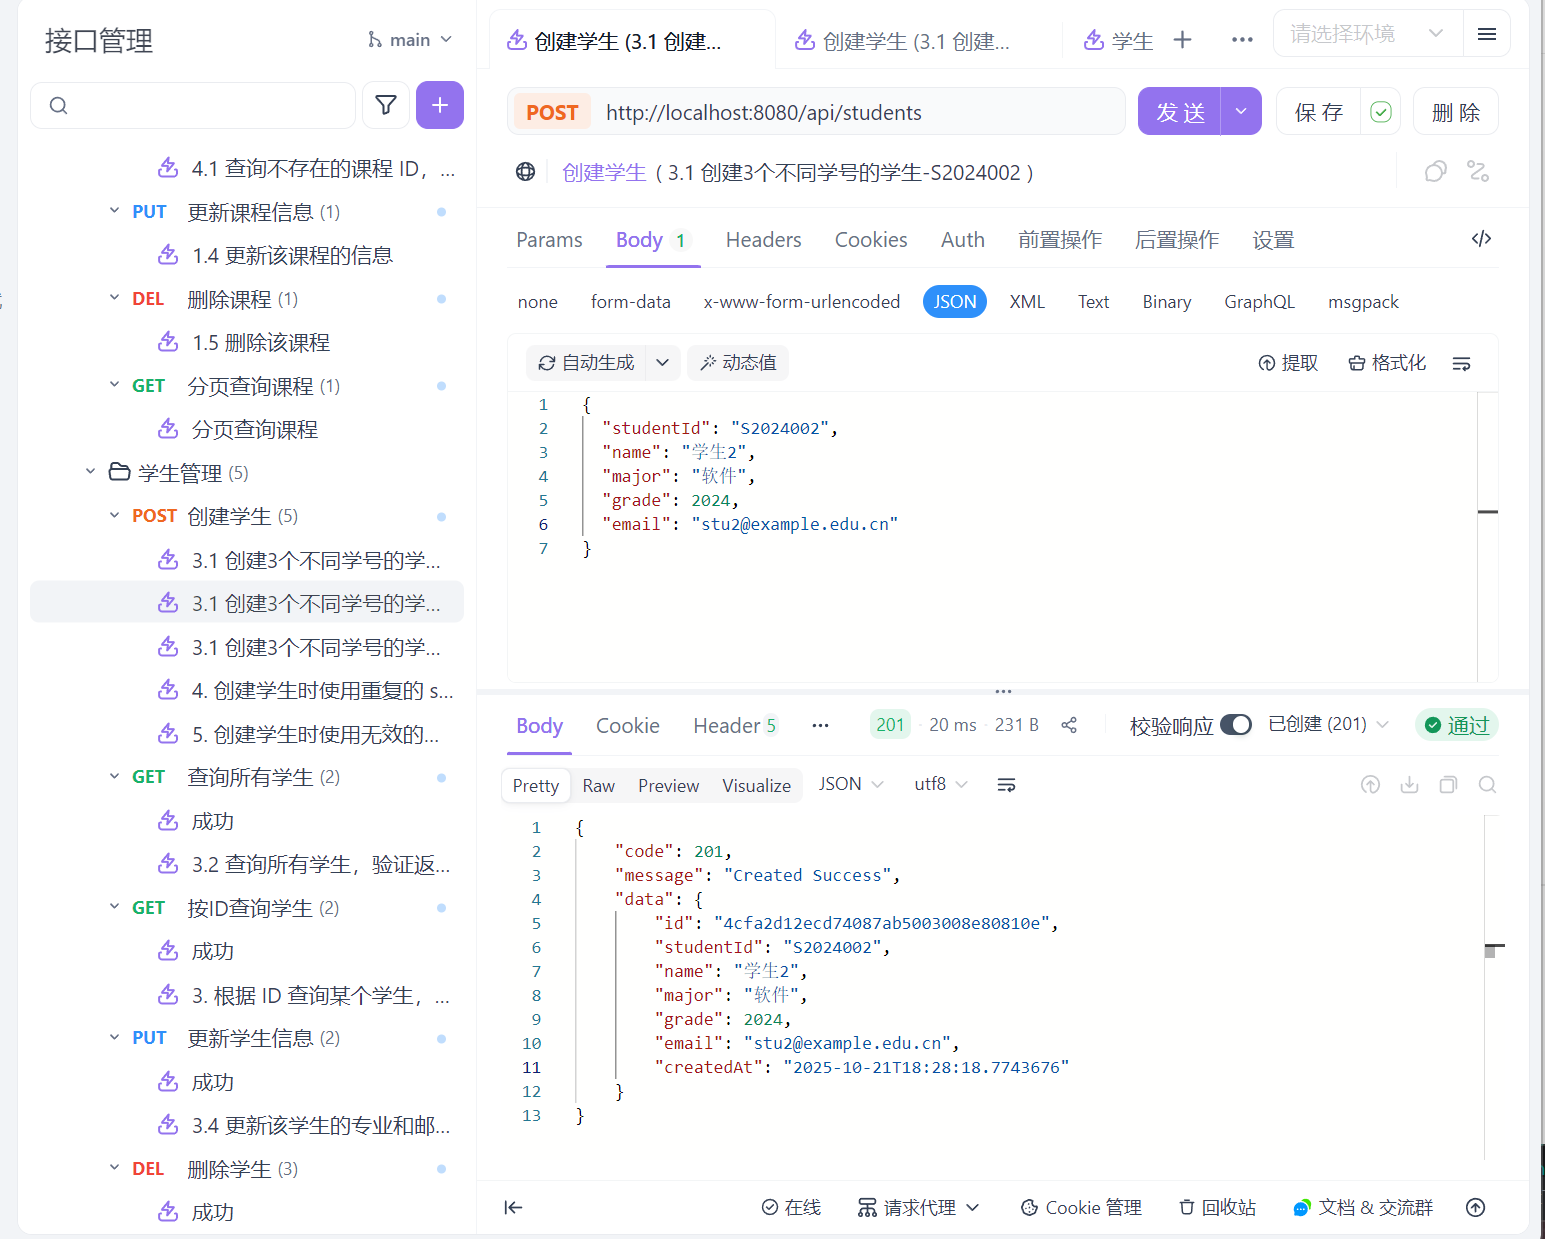 接口管理
main
4.1 查询不存在的课程 ID，...
PUT 更新课程信息 (1)
1.4 更新该课程的信息
DEL 删除课程 (1)
1.5 删除该课程
GET 分页查询课程 (1)
分页查询课程
学生管理 (5)
POST 创建学生 (5)
3.1 创建3个不同学号的学...
3.1 创建3个不同学号的学...
3.1 创建3个不同学号的学...
4. 创建学生时使用重复的 s...
5. 创建学生时使用无效的...
GET 查询所有学生 (2)
成功
3.2 查询所有学生，验证返...
GET 按ID查询学生 (2)
成功
3. 根据 ID 查询某个学生，...
PUT 更新学生信息 (2)
成功
3.4 更新该学生的专业和邮...
DEL 删除学生 (3)
成功
创建学生 (3.1 创建... 创建学生 (3.1 创建... 学生 请选择环境
POST http://localhost:8080/api/students 发 送 保 存 删 除
创建学生 ( 3.1 创建3个不同学号的学生-S2024002 )
Params Body 1 Headers Cookies Auth 前置操作 后置操作 设置
none form-data x-www-form-urlencoded JSON XML Text Binary GraphQL msgpack
自动生成 动态值 提取 格式化
1 {
2 "studentId": "S2024002",
3 "name": "学生2",
4 "major": "软件",
5 "grade": 2024,
6 "email": "stu2@example.edu.cn"
7 }
Body Cookie Header 5 201 20 ms 231 B 校验响应 已创建 (201) 通过
Pretty Raw Preview Visualize JSON utf8
1 {
2 "code": 201,
3 "message": "Created Success",
4 "data": {
5 "id": "4cfa2d12ecd74087ab5003008e80810e",
6 "studentId": "S2024002",
7 "name": "学生2",
8 "major": "软件",
9 "grade": 2024,
10 "email": "stu2@example.edu.cn",
11 "createdAt": "2025-10-21T18:28:18.7743676"
12 }
13 }
在线 请求代理 Cookie 管理 回收站 文档 & 交流群